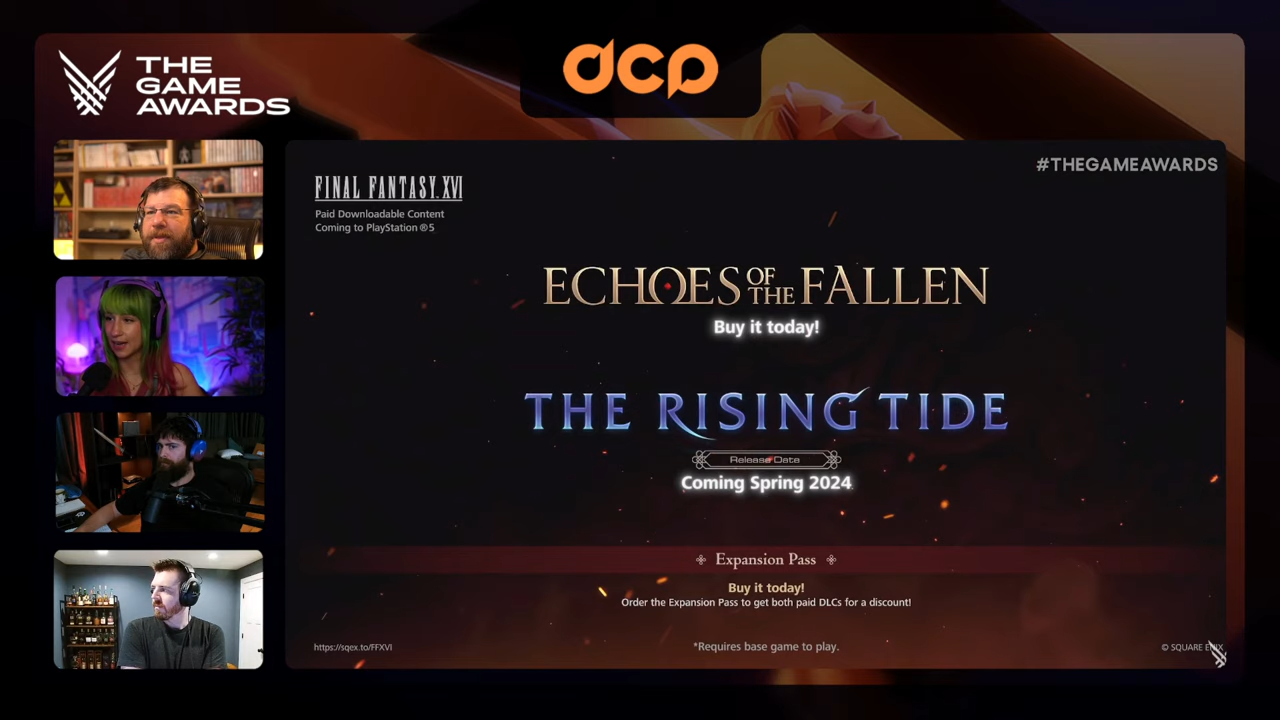 THE
GAME
AWARDS
dcp
#THEGAMEAWARDS
FINAL FANTASY XVI
Paid Downloadable Content
Coming to PlayStation®5
ECHOES OF THE FALLEN
Buy it today!
THE RISING TIDE
Release Date
Coming Spring 2024
Expansion Pass
Buy it today!
Order the Expansion Pass to get both paid DLCs for a discount!
https://sqex.to/FFXVI
*Requires base game to play.
© SQUARE ENIX